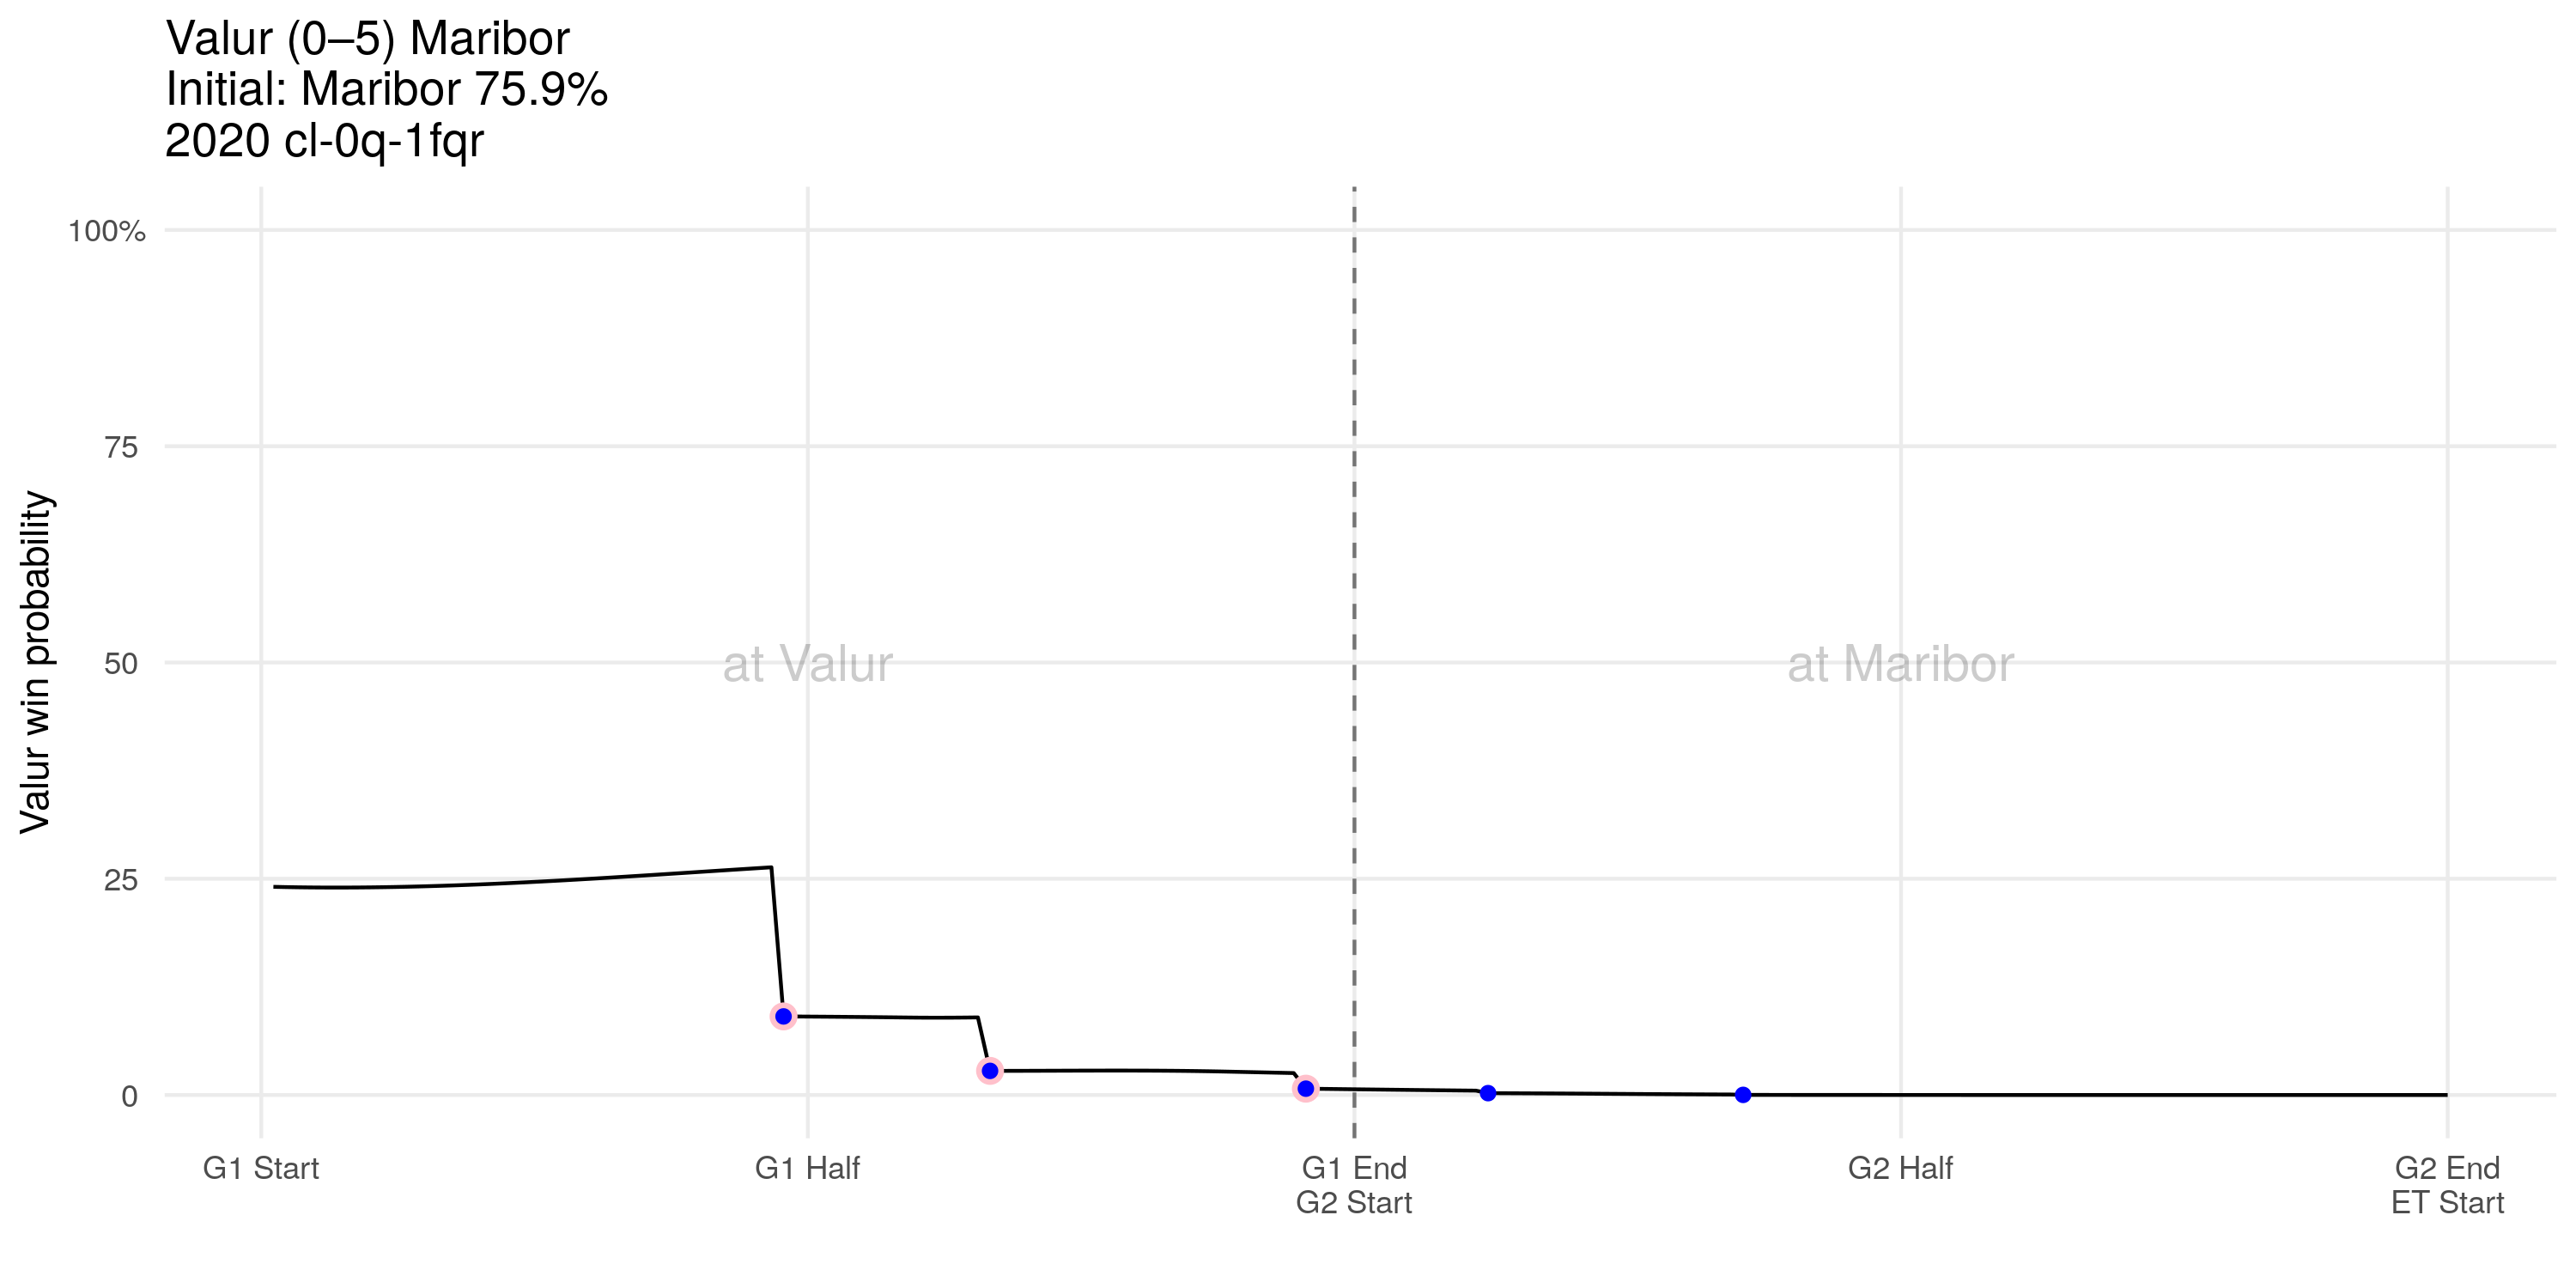 Valur (0–5) Maribor
Initial: Maribor 75.9%
2020 cl-0q-1fqr
Valur win probability
100%
75
50
25
0
at Valur
at Maribor
G1 Start
G1 Half
G1 End
G2 Start
G2 Half
G2 End
ET Start